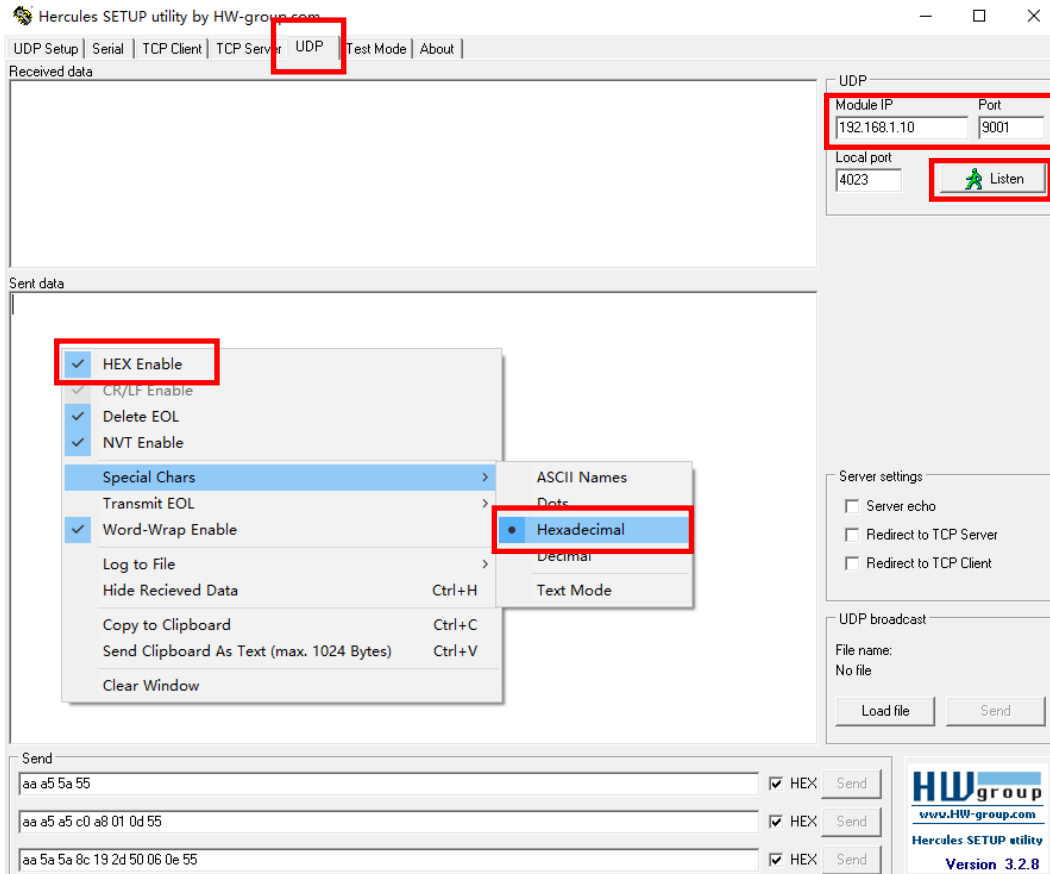 Hercules SETUP utility by HW-group.com
UDP Setup Serial TCP Client TCP Server UDP Test Mode About
Received data
UDP
Module IP Port
192.168.1.10 9001
Local port
4023 Listen
Sent data
HEX Enable
CR/LF Enable
Delete EOL
NVT Enable
Special Chars
Transmit EOL
Word-Wrap Enable
Log to File
Hide Recieved Data Ctrl+H
Copy to Clipboard Ctrl+C
Send Clipboard As Text (max. 1024 Bytes) Ctrl+V
Clear Window
ASCII Names
Dots
Hexadecimal
Decimal
Text Mode
Server settings
Server echo
Redirect to TCP Server
Redirect to TCP Client
UDP broadcast
File name:
No file
Load file Send
Send
aa a5 5a 55 HEX Send
aa a5 a5 c0 a8 01 0d 55 HEX Send
aa 5a 5a 8c 19 2d 50 06 0e 55 HEX Send
HWgroup
www.HW-group.com
Hercules SETUP utility
Version 3.2.8